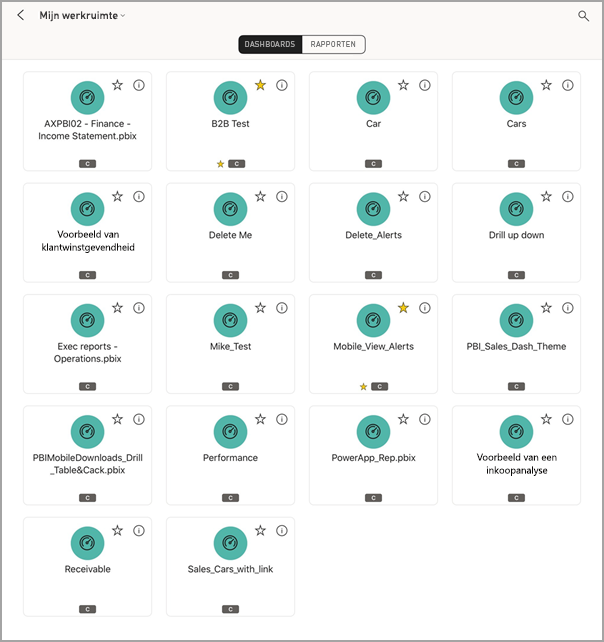 Mijn werkruimte
DASHBOARDS RAPPORTEN
AXPBI02 - Finance -
Income Statement.pbix
C
B2B Test
C
Car
C
Cars
C
Voorbeeld van
klantwinstgevendheid
C
Delete Me
C
Delete_Alerts
C
Drill up down
C
Exec reports -
Operations.pbix
C
Mike_Test
C
Mobile_View_Alerts
C
PBI_Sales_Dash_Theme
C
PBIMobileDownloads_Drill
_Table&Cack.pbix
C
Performance
C
PowerApp_Rep.pbix
C
Voorbeeld van een
inkoopanalyse
C
Receivable
C
Sales_Cars_with_link
C